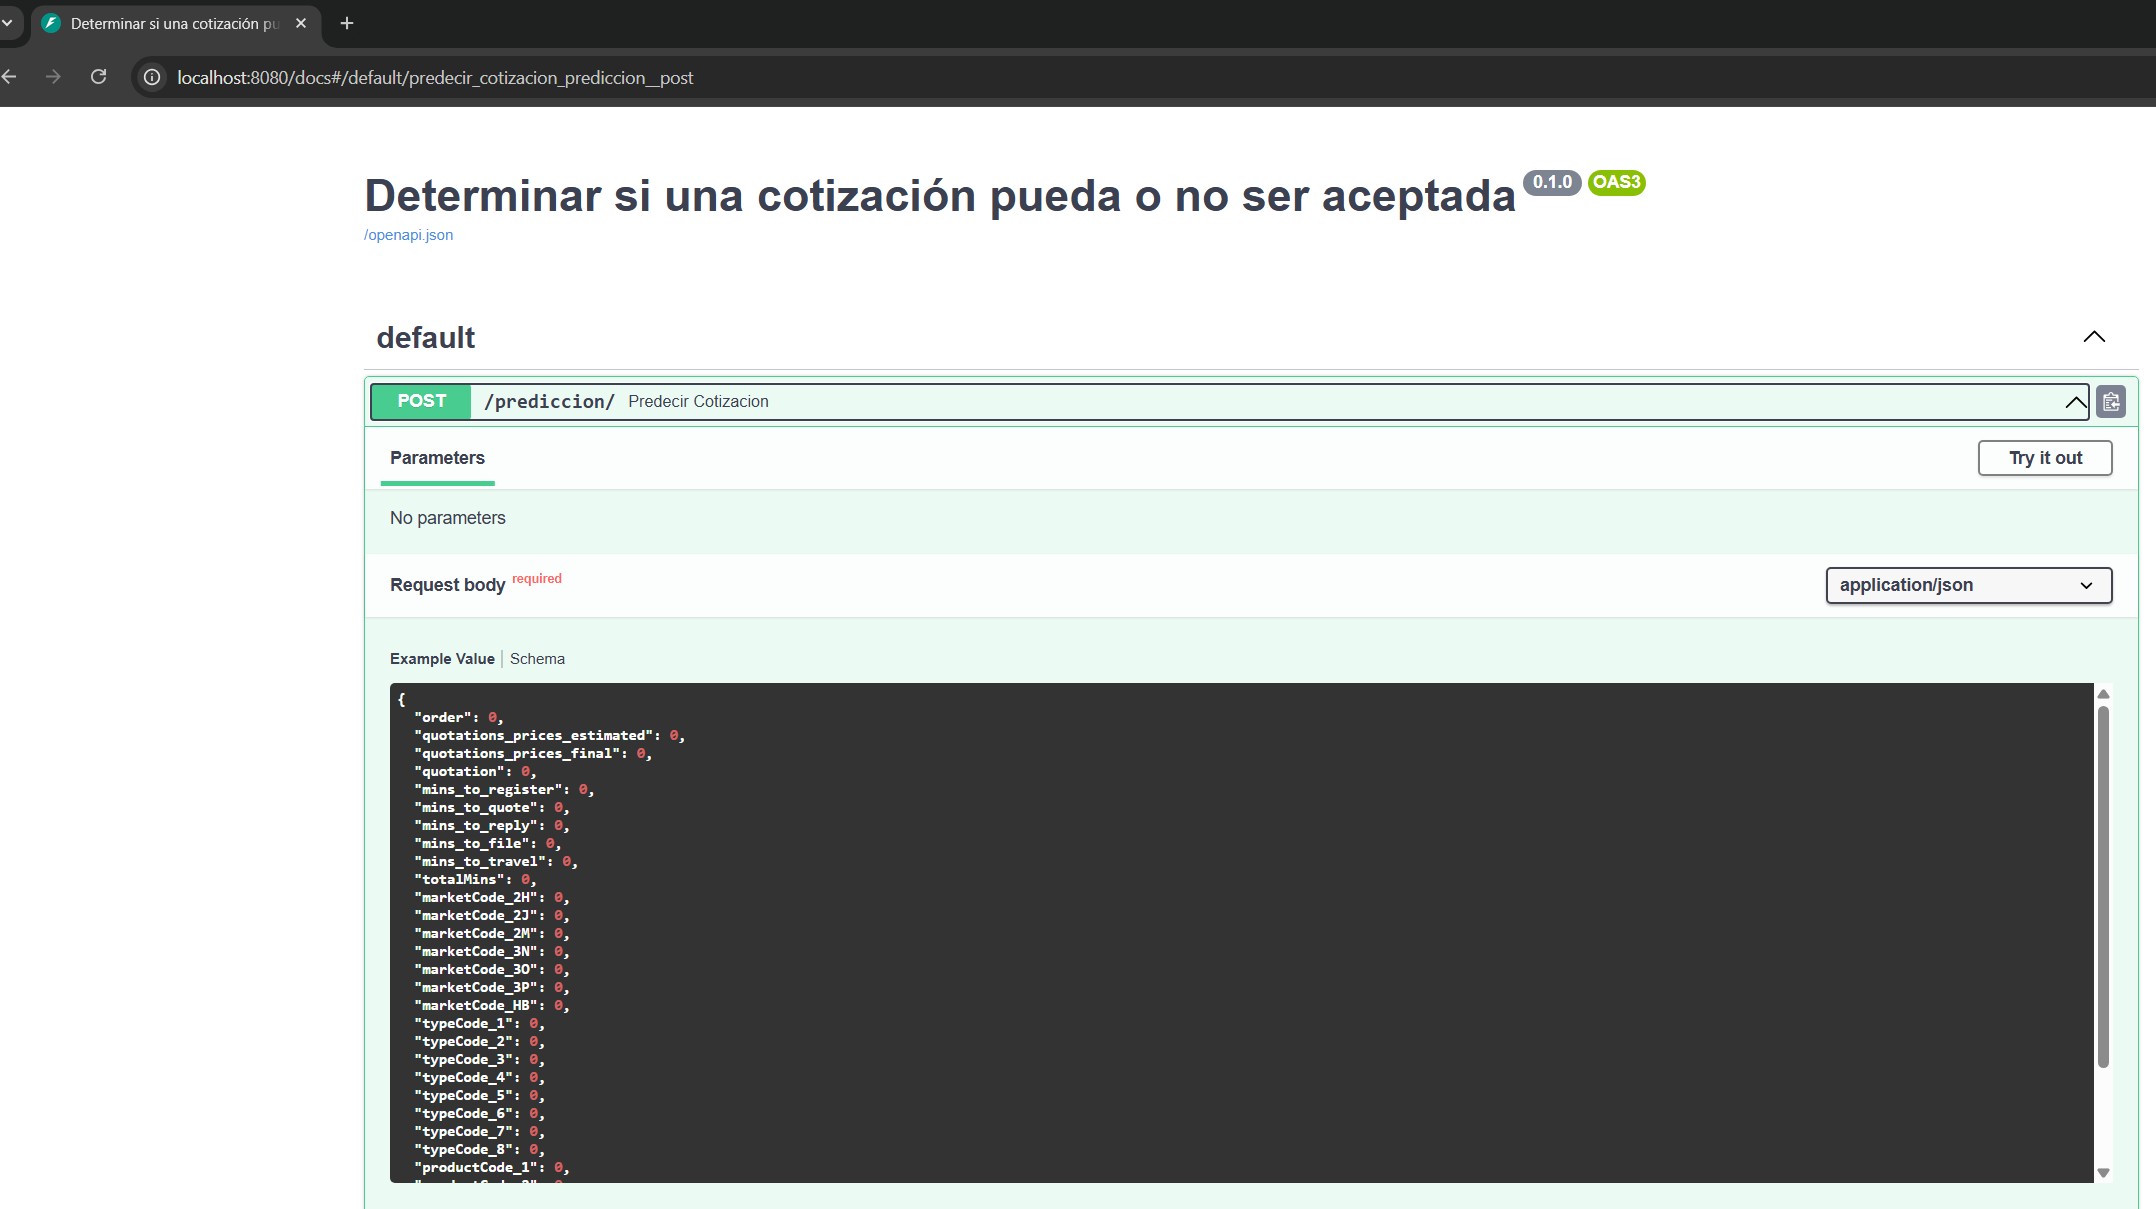 Determinar si una cotización pu
localhost:8080/docs#/default/predecir_cotizacion_prediccion__post
Determinar si una cotización pueda o no ser aceptada 0.1.0 OAS3
/openapi.json
default
POST /prediccion/ Predecir Cotizacion
Parameters
Try it out
No parameters
Request body required
application/json
Example Value | Schema
{
"order": 0,
"quotations_prices_estimated": 0,
"quotations_prices_final": 0,
"quotation": 0,
"mins_to_register": 0,
"mins_to_quote": 0,
"mins_to_reply": 0,
"mins_to_file": 0,
"mins_to_travel": 0,
"totalMins": 0,
"marketCode_2H": 0,
"marketCode_2J": 0,
"marketCode_2M": 0,
"marketCode_3N": 0,
"marketCode_3O": 0,
"marketCode_3P": 0,
"marketCode_HB": 0,
"typeCode_1": 0,
"typeCode_2": 0,
"typeCode_3": 0,
"typeCode_4": 0,
"typeCode_5": 0,
"typeCode_6": 0,
"typeCode_7": 0,
"typeCode_8": 0,
"productCode_1": 0,